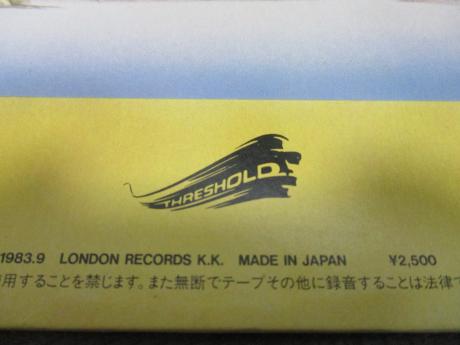 THRESHOLD
1983.9 LONDON RECORDS K.K. MADE IN JAPAN ¥2,500
用することを禁じます。また無断でテープその他に録音することは法律で